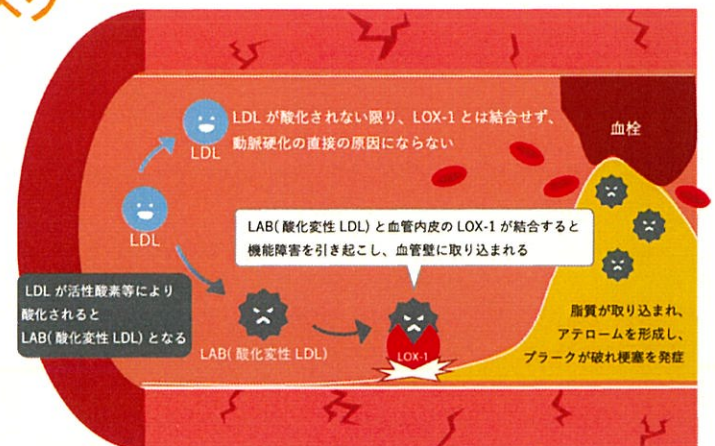 LDL が酸化されない限り、LOX-1 とは結合せず、
動脈硬化の直接の原因にならない
LDL
血栓
LDL
LAB( 酸化変性 LDL) と血管内皮の LOX-1 が結合すると
機能障害を引き起こし、血管壁に取り込まれる
LDL が活性酸素等により
酸化されると
LAB( 酸化変性 LDL) となる
LAB( 酸化変性 LDL)
LOX-1
脂質が取り込まれ、
アテロームを形成し、
プラークが破れ梗塞を発症